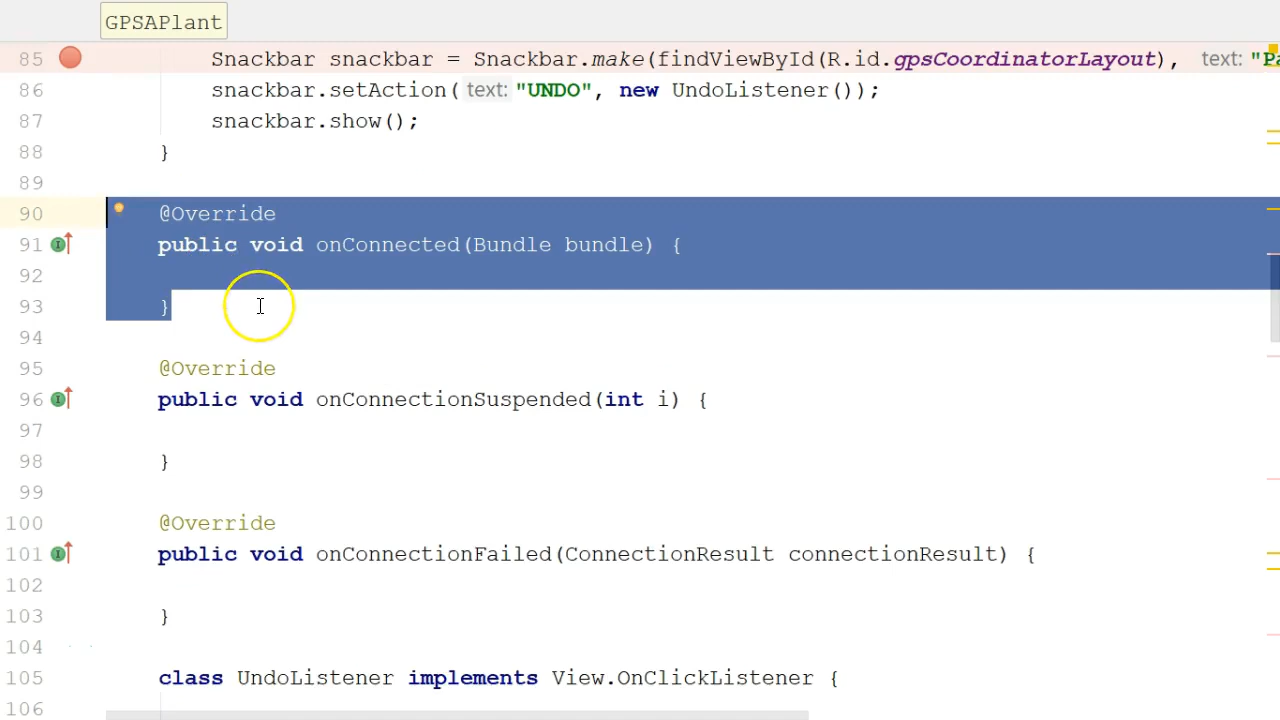 GPSAPlant
85 Snackbar snackbar = Snackbar.make(findViewById(R.id.gpsCoordinatorLayout), text: "Pa
86 snackbar.setAction( text: "UNDO", new UndoListener());
87 snackbar.show();
88 }
89
90 @Override
91 public void onConnected(Bundle bundle) {
92
93 }
94
95 @Override
96 public void onConnectionSuspended(int i) {
97
98 }
99
100 @Override
101 public void onConnectionFailed(ConnectionResult connectionResult) {
102
103 }
104
105 class UndoListener implements View.OnClickListener {
106